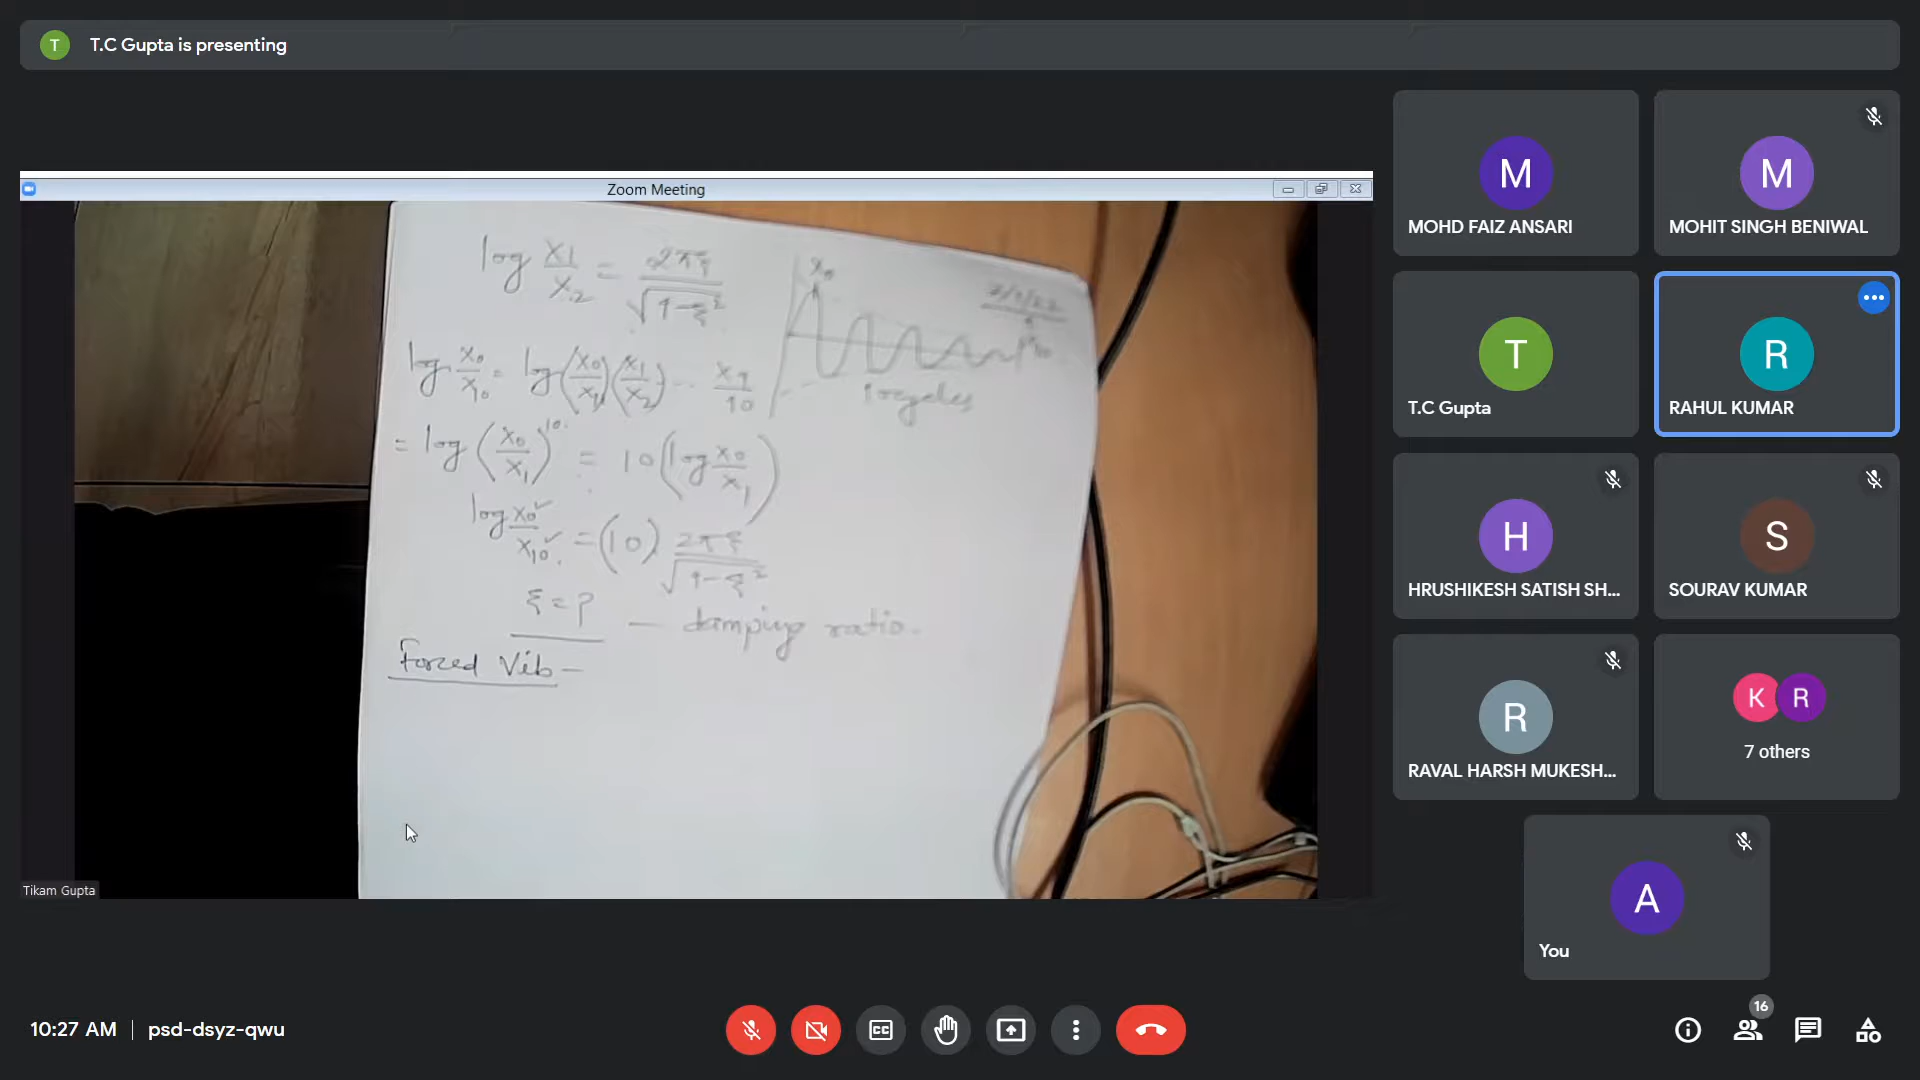 T T.C Gupta is presenting
Zoom Meeting
log X1/X2 = 2πξ/√(1-ξ²)
X0
log X0/X10 = log (X0/X1)(X1/X2) -- X9/10
10 cycles
= log (X0/X1)^10 = 10 (log X0/X1)
log X0/X10 = (10) 2πξ/√(1-ξ²)
ξ = ? — damping ratio.
Forced Vib –
Tikam Gupta
M
MOHD FAIZ ANSARI
M
MOHIT SINGH BENIWAL
T
T.C Gupta
R
RAHUL KUMAR
H
HRUSHIKESH SATISH SH...
S
SOURAV KUMAR
R
RAVAL HARSH MUKESH...
K R
7 others
A
You
10:27 AM | psd-dsyz-qwu
CC
16